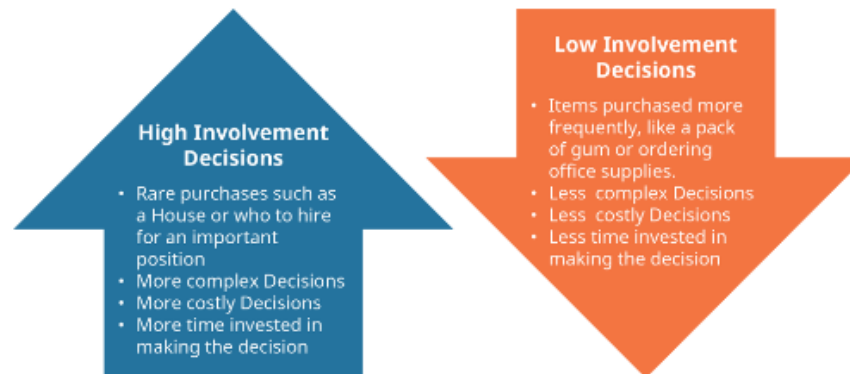 High Involvement
Decisions
• Rare purchases such as
a House or who to hire
for an important
position
• More complex Decisions
• More costly Decisions
• More time invested in
making the decision
Low Involvement
Decisions
• Items purchased more
frequently, like a pack
of gum or ordering
office supplies.
• Less  complex Decisions
• Less  costly Decisions
• Less time invested in
making the decision